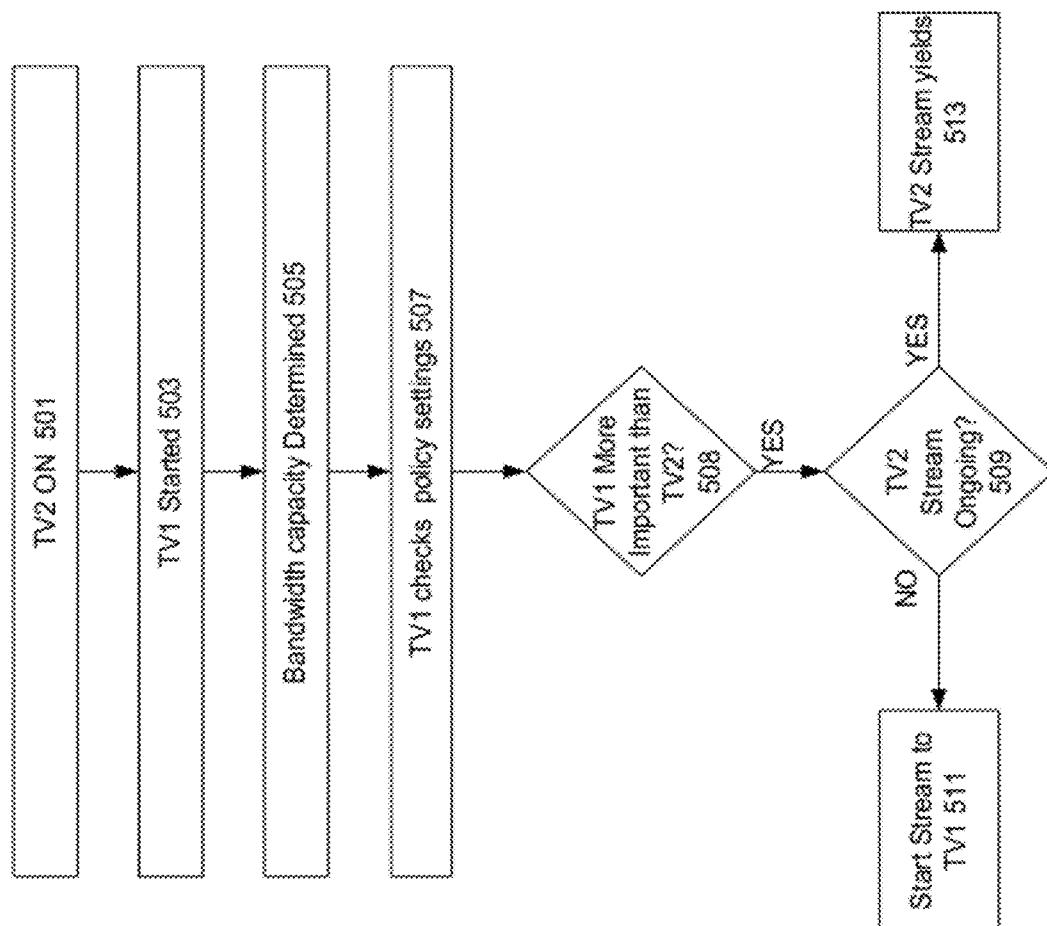 TV2 ON 501
TV1 Started 503
Bandwidth capacity Determined 505
TV1 checks policy settings 507
TV1 More
Important than
TV2?
508
YES
TV2
Stream
Ongoing?
509
NO
YES
Start Stream to
TV1 511
TV2 Stream yields
513